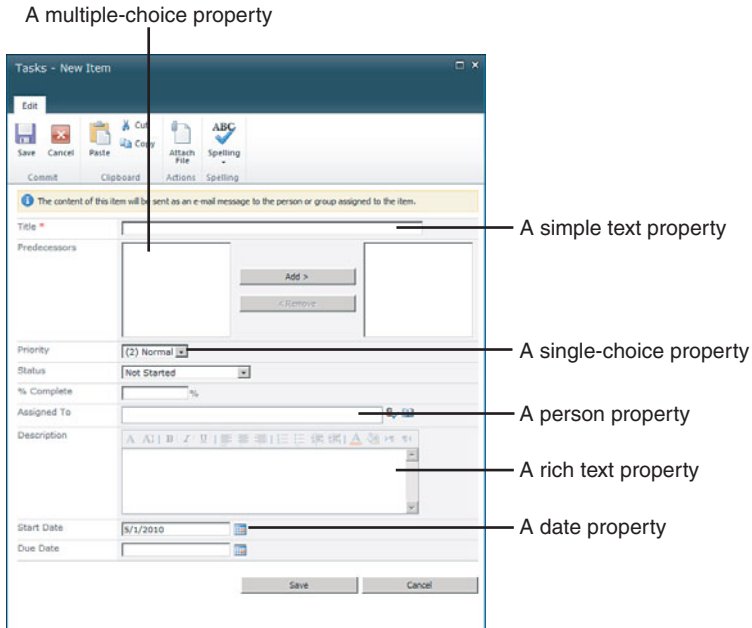 A multiple-choice property
Tasks - New Item
Edit
Save Cancel Paste Cut Copy Attach File ABC Spelling
Commit Clipboard Actions Spelling
The content of this item will be sent as an e-mail message to the person or group assigned to the item.
Title *
A simple text property
Predecessors
Add >
< Remove
Priority (2) Normal
A single-choice property
Status Not Started
% Complete %
Assigned To
A person property
Description
A AI B I U A
A rich text property
Start Date 5/1/2010
A date property
Due Date
Save Cancel